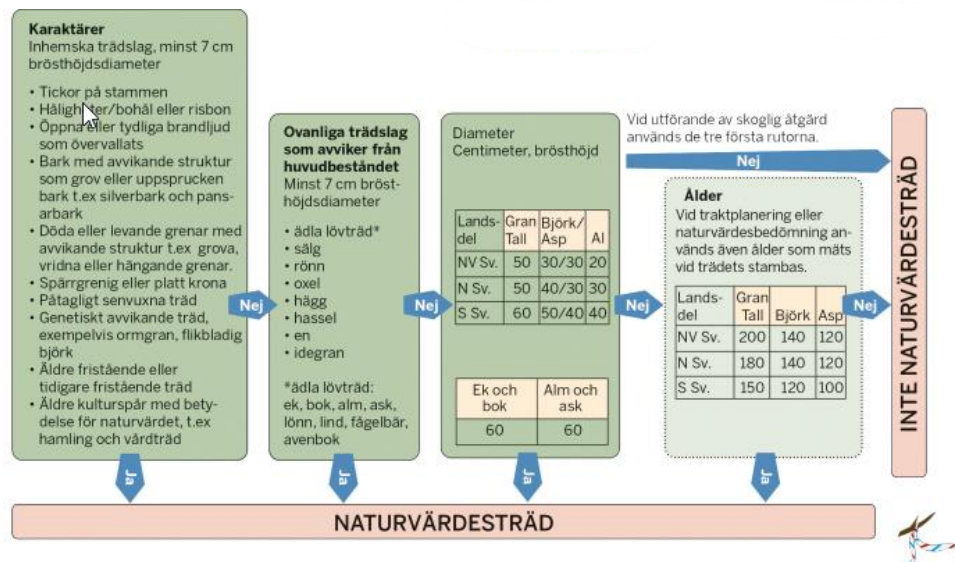 Karaktärer
Inhemska trädslag, minst 7 cm
brösthöjdsdiameter
• Tickor på stammen
• Håligheter/bohål eller risbon
• Öppna eller tydliga brandljud
som övervallats
• Bark med avvikande struktur
som grov eller uppsprucken
bark t.ex silverbark och pans-
arbark
• Döda eller levande grenar med
avvikande struktur t.ex grova,
vridna eller hängande grenar.
• Spärrgrenig eller platt krona
• Påtagligt senvuxna träd
• Genetiskt avvikande träd,
exempelvis ormgran, flikbladig
björk
• Äldre fristående eller
tidigare fristående träd
• Äldre kulturspår med bety-
delse för naturvärdet, t.ex
hamling och vårdträd
Nej
Ja
Ovanliga trädslag
som avviker från
huvudbeståndet
Minst 7 cm bröst-
höjdsdiameter
• ädla lövträd*
• sälg
• rönn
• oxel
• hägg
• hassel
• en
• idegran
*ädla lövträd:
ek, bok, alm, ask,
lönn, lind, fågelbär,
avenbok
Nej
Ja
Diameter
Centimeter, brösthöjd
Lands-
del Gran Tall Björk/ Asp Al
NV Sv. 50 30/30 20
N Sv. 50 40/30 30
S Sv. 60 50/40 40
Ek och
bok
Alm och
ask
60 60
Nej
Ja
Vid utförande av skoglig åtgärd
används de tre första rutorna.
Nej
Ålder
Vid traktplanering eller
naturvärdesbedömning an-
vänds även ålder som mäts
vid trädets stambas.
Lands-
del Gran Tall Björk Asp
NV Sv. 200 140 120
N Sv. 180 140 120
S Sv. 150 120 100
Nej
Ja
INTE NATURVÄRDESTRÄD
NATURVÄRDESTRÄD